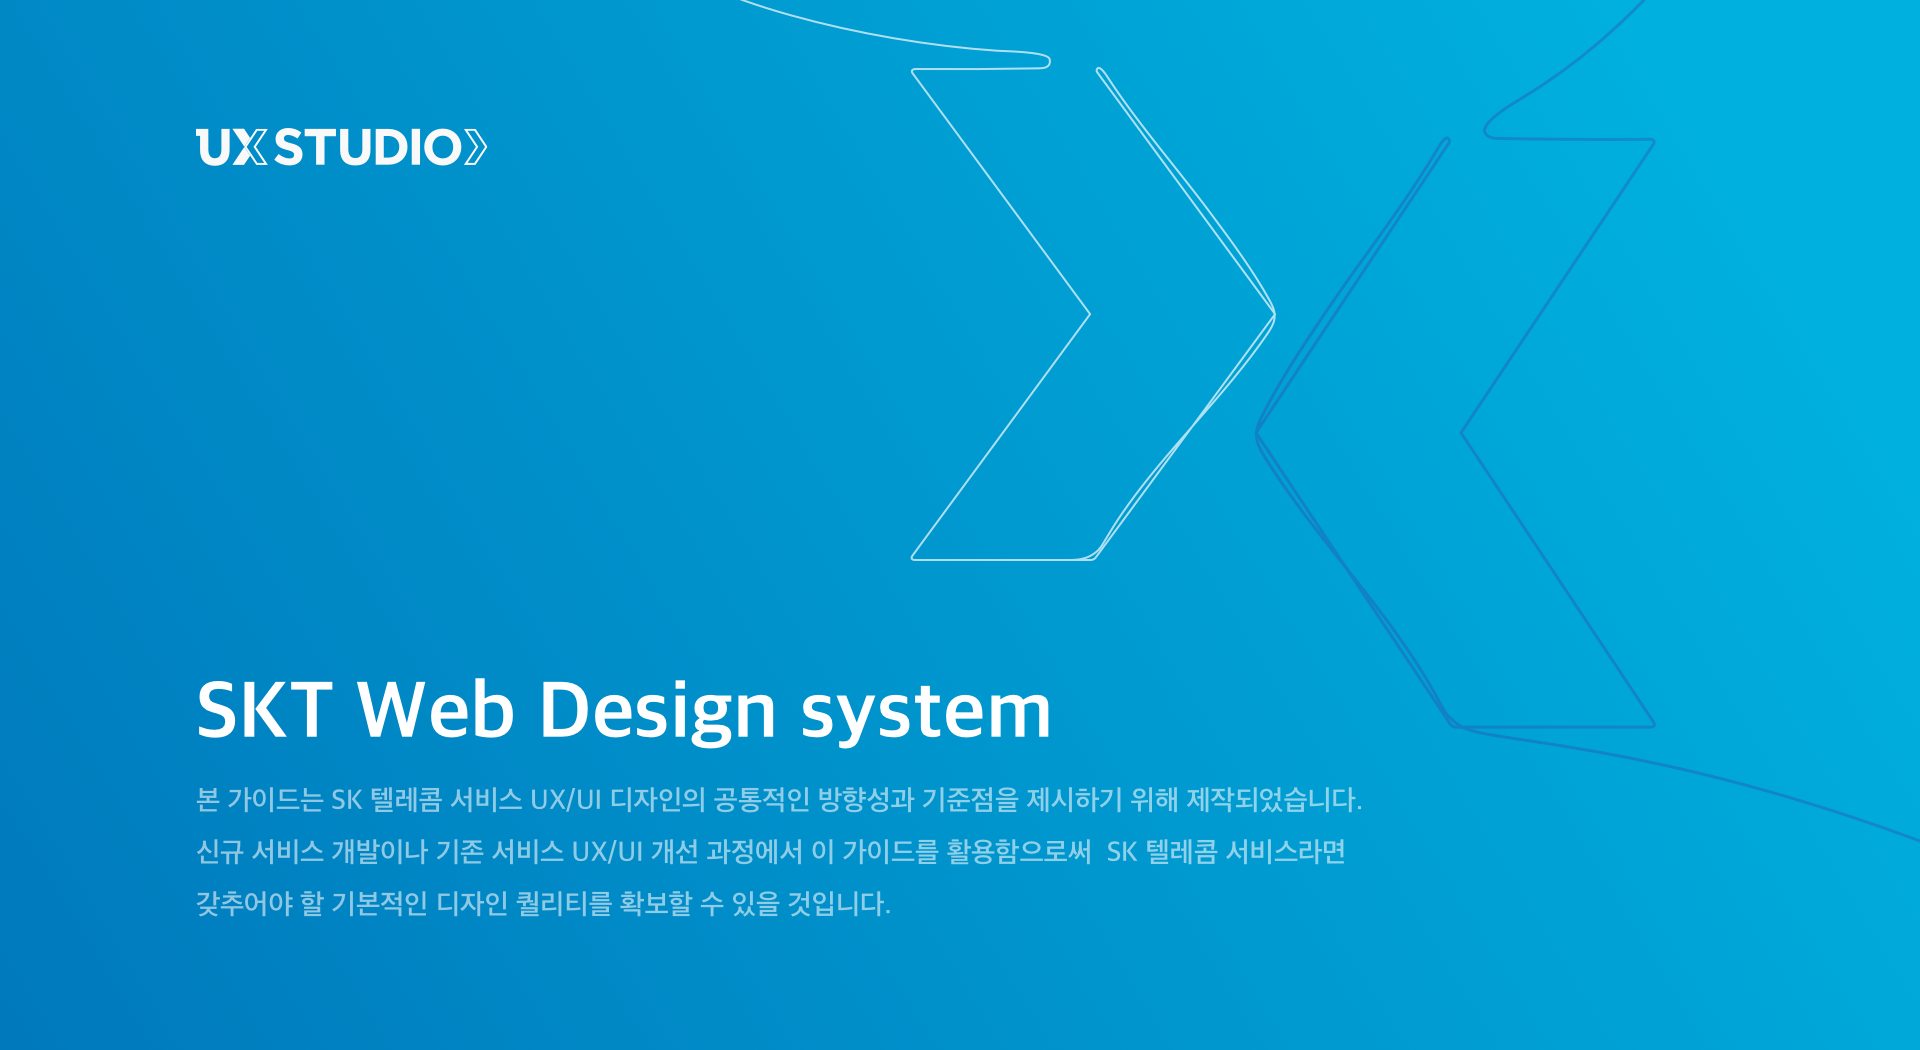 UX STUDIO
SKT Web Design system
본 가이드는 SK 텔레콤 서비스 UX/UI 디자인의 공통적인 방향성과 기준점을 제시하기 위해 제작되었습니다.
신규 서비스 개발이나 기존 서비스 UX/UI 개선 과정에서 이 가이드를 활용함으로써 SK 텔레콤 서비스라면
갖추어야 할 기본적인 디자인 퀄리티를 확보할 수 있을 것입니다.